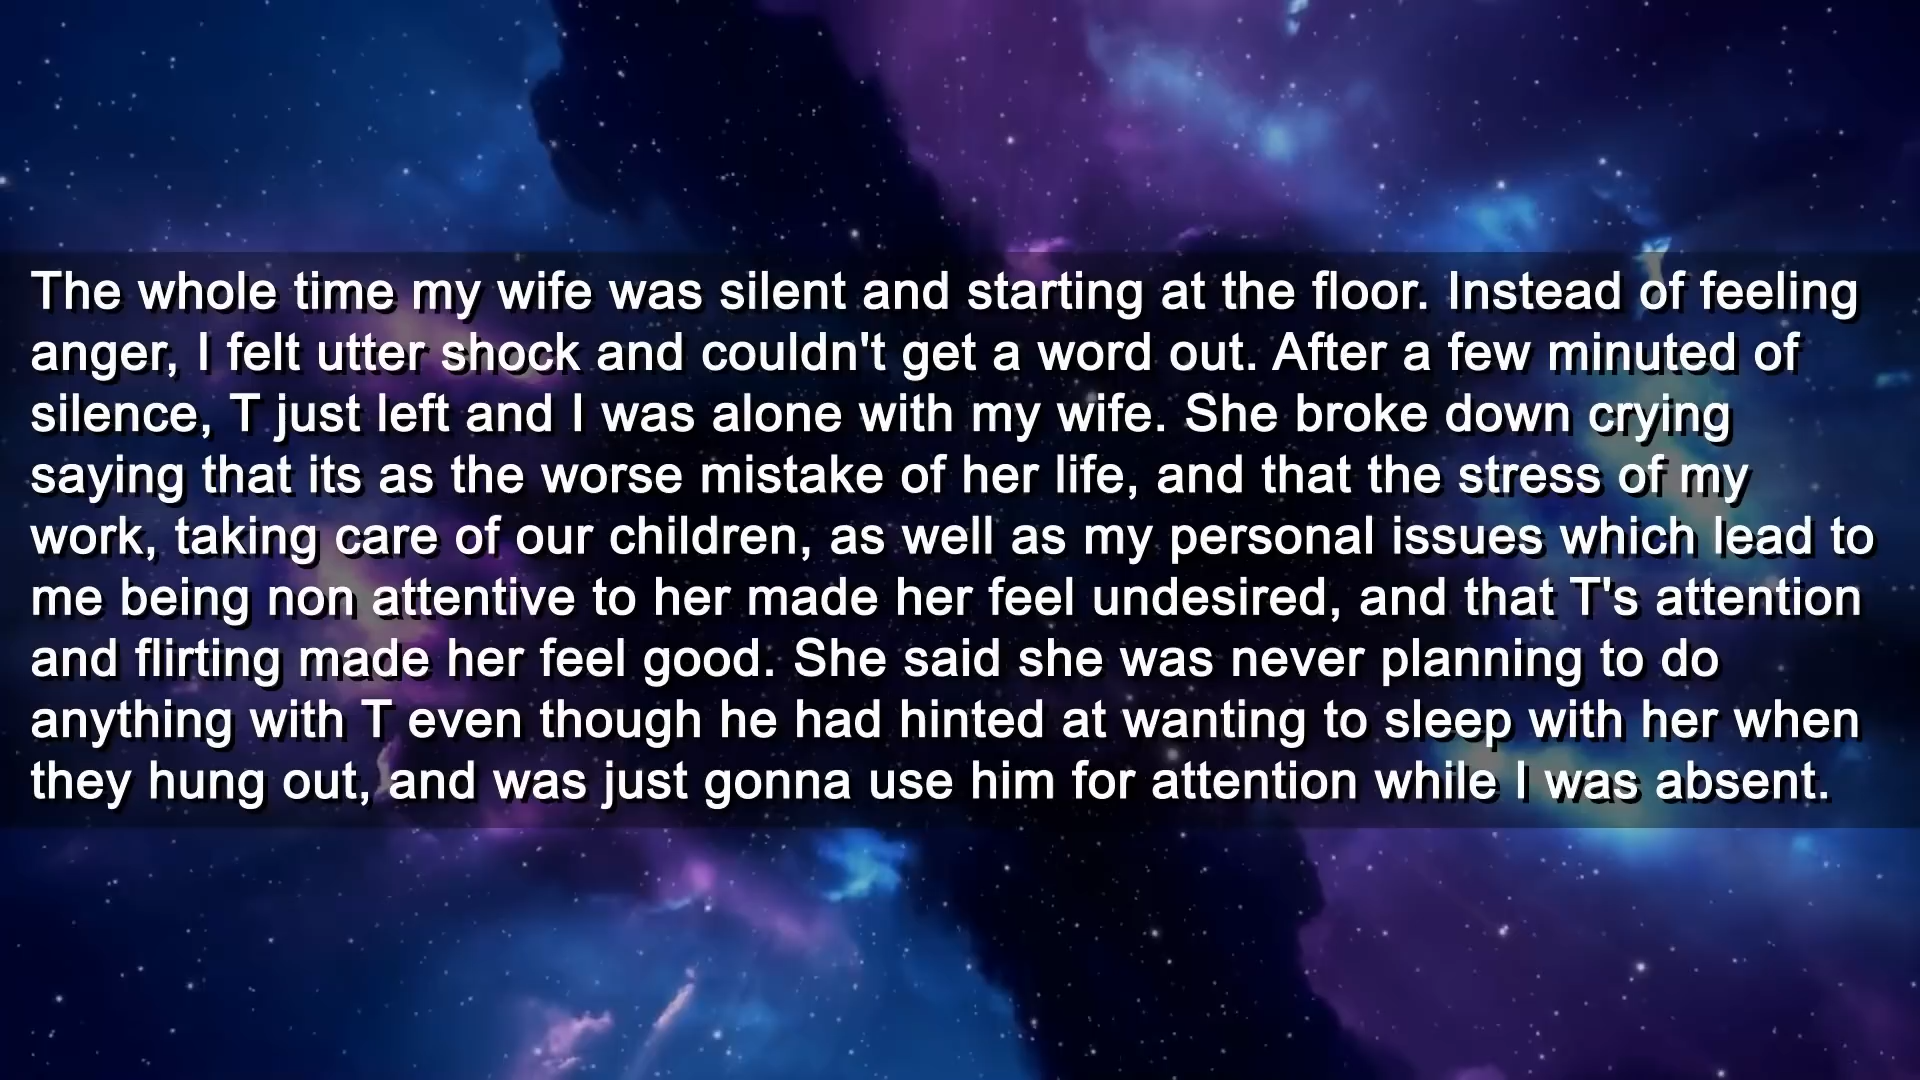 The whole time my wife was silent and starting at the floor. Instead of feeling
anger, I felt utter shock and couldn't get a word out. After a few minuted of
silence, T just left and I was alone with my wife. She broke down crying
saying that its as the worse mistake of her life, and that the stress of my
work, taking care of our children, as well as my personal issues which lead to
me being non attentive to her made her feel undesired, and that T's attention
and flirting made her feel good. She said she was never planning to do
anything with T even though he had hinted at wanting to sleep with her when
they hung out, and was just gonna use him for attention while I was absent.